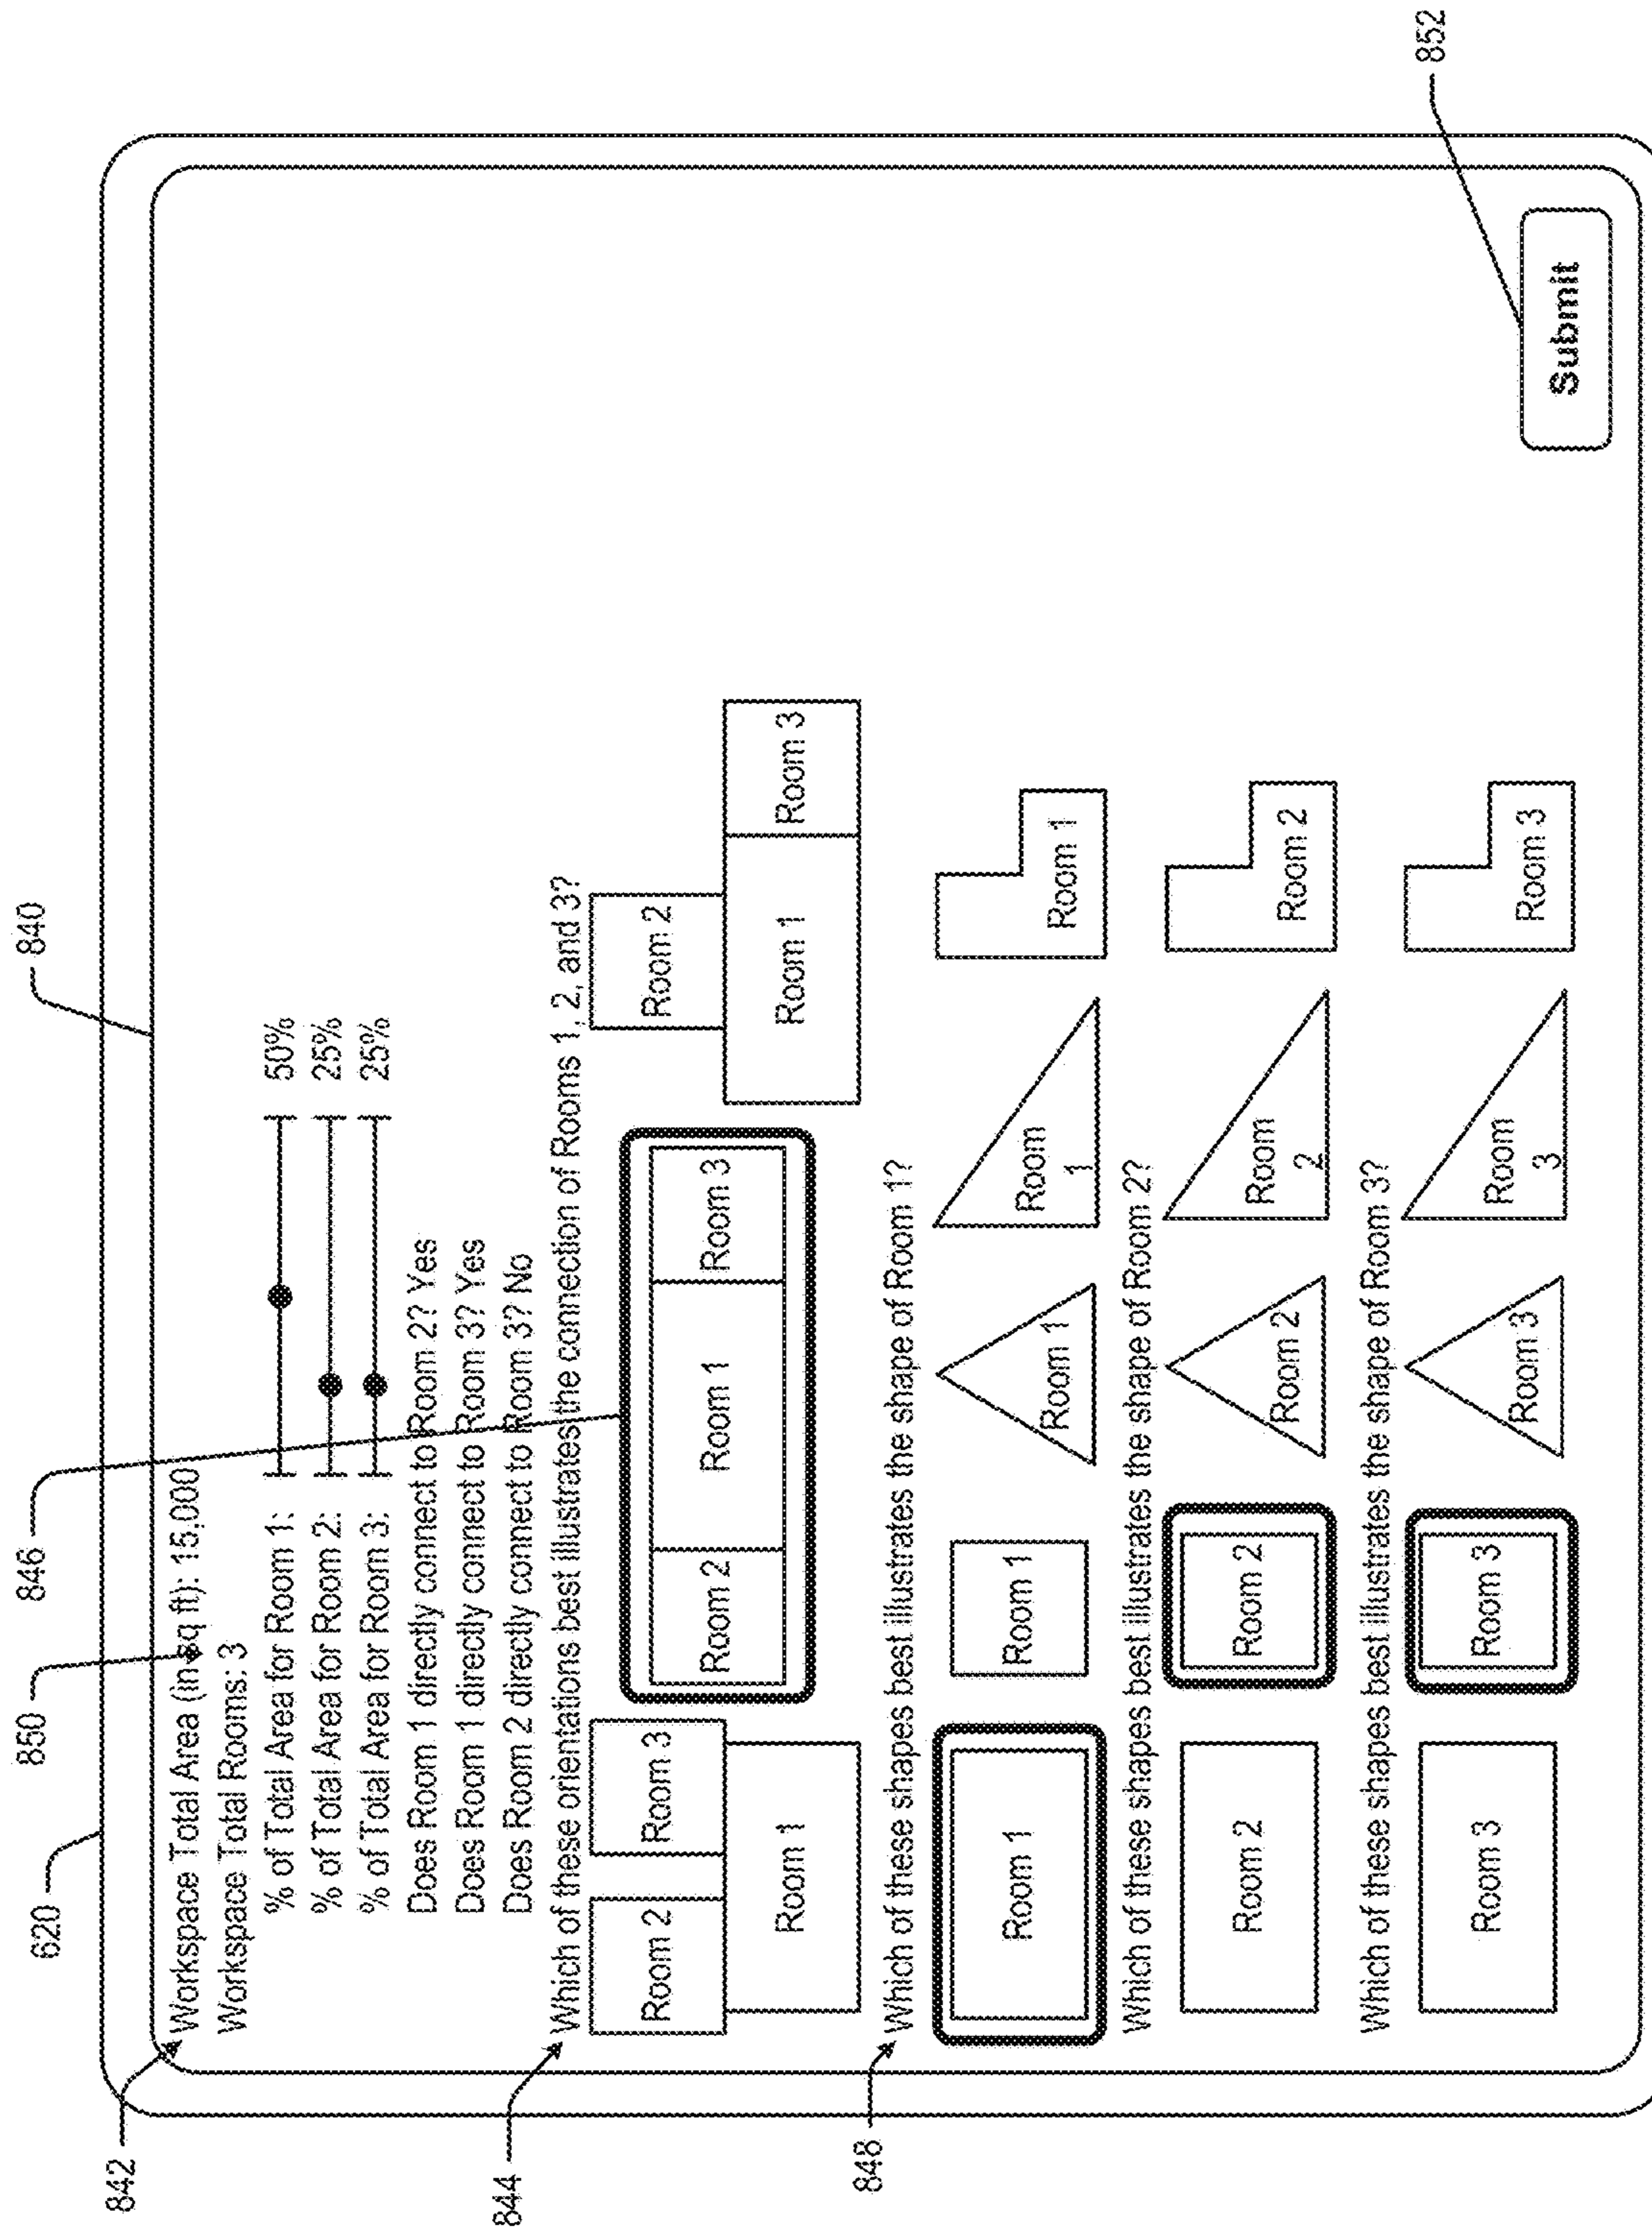 620
850
846
840
842
Workspace Total Area (in sq ft): 15,000
Workspace Total Rooms: 3
% of Total Area for Room 1: 50%
% of Total Area for Room 2: 25%
% of Total Area for Room 3: 25%
Does Room 1 directly connect to Room 2? Yes
Does Room 1 directly connect to Room 3? Yes
Does Room 2 directly connect to Room 3? No
844
Which of these orientations best illustrates the connection of Rooms 1, 2, and 3?
Room 2 Room 3
Room 1
Room 2 Room 1 Room 3
Room 2
Room 1 Room 3
848
Which of these shapes best illustrates the shape of Room 1?
Room 1
Room 1
Room 1
Room
1
Room 1
Which of these shapes best illustrates the shape of Room 2?
Room 2
Room 2
Room 2
Room
2
Room 2
Which of these shapes best illustrates the shape of Room 3?
Room 3
Room 3
Room 3
Room
3
Room 3
Submit
852